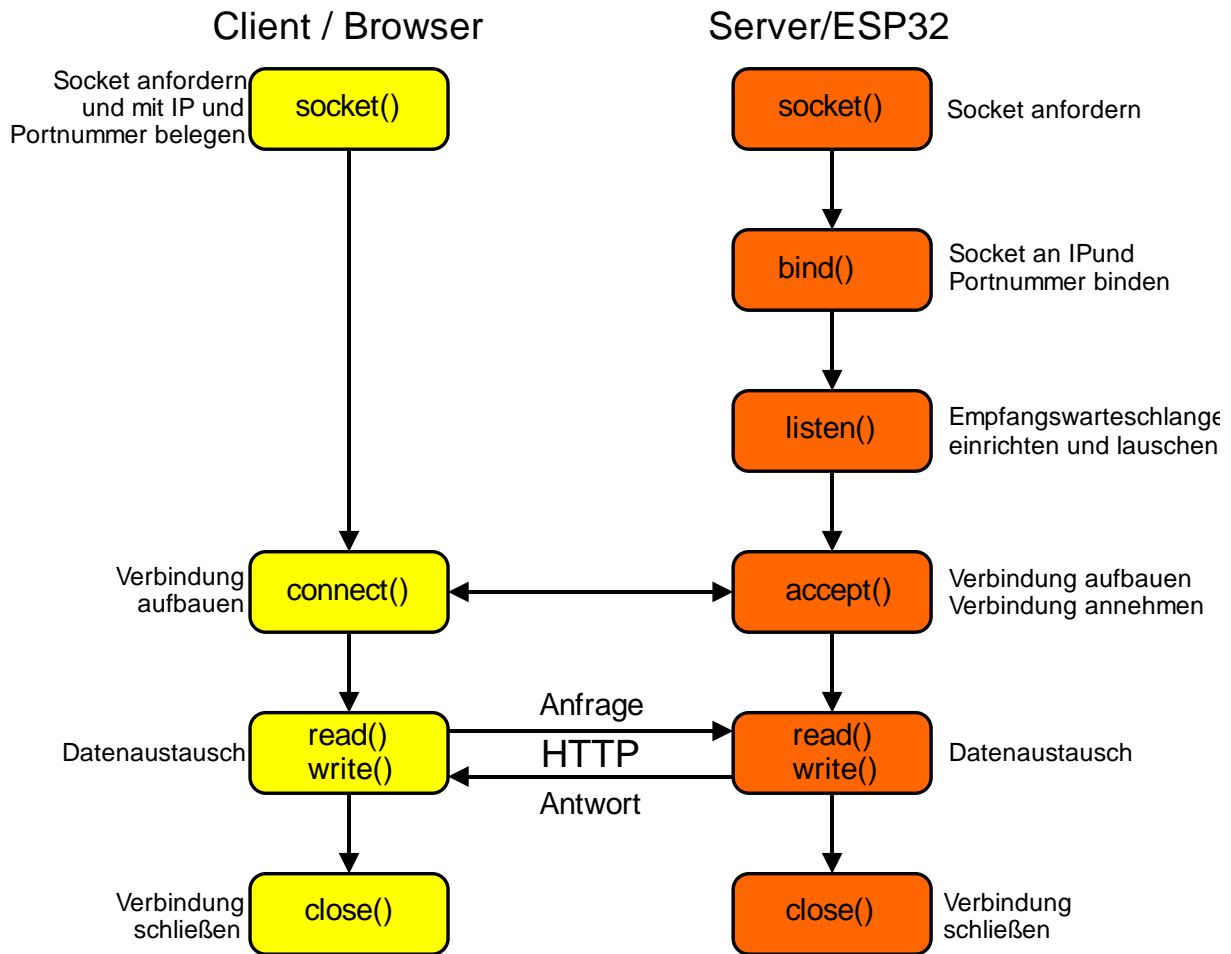 Client / Browser
Server/ESP32
Socket anfordern
und mit IP und
Portnummer belegen
socket()
socket()
Socket anfordern
bind()
Socket an IPund
Portnummer binden
listen()
Empfangswarteschlange
einrichten und lauschen
Verbindung
aufbauen
connect()
accept()
Verbindung aufbauen
Verbindung annehmen
Datenaustausch
read()
write()
Anfrage
HTTP
Antwort
read()
write()
Datenaustausch
Verbindung
schließen
close()
close()
Verbindung
schließen